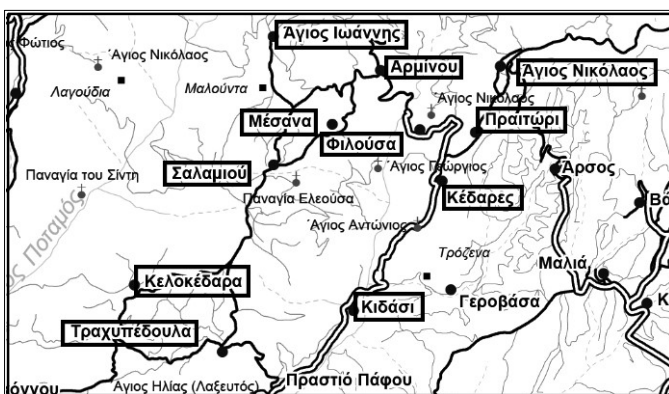 Άγιος Ιωάννης
Φώτιος
Άγιος Νικόλαος
Αρμίνου
Άγιος Νικόλαος
Λαγούδια
Μαλούντα
Άγιος Νικόλαος
Μέσανα
Πραιτώρι
Φιλούσα
Σαλαμιού
Άγιος Γεώργιος
Άρσος
Παναγία του Σίντη
Παναγία Ελεούσα
Κέδαρες
Άγιος Αντώνιος
ος Ποταμός
Τρόζενα
Μαλιά
Κελοκέδαρα
Γεροβάσα
Κιδάσι
Τραχυπέδουλα
Πραστιό Πάφου
Άγιος Ηλίας (Λαξευτός)